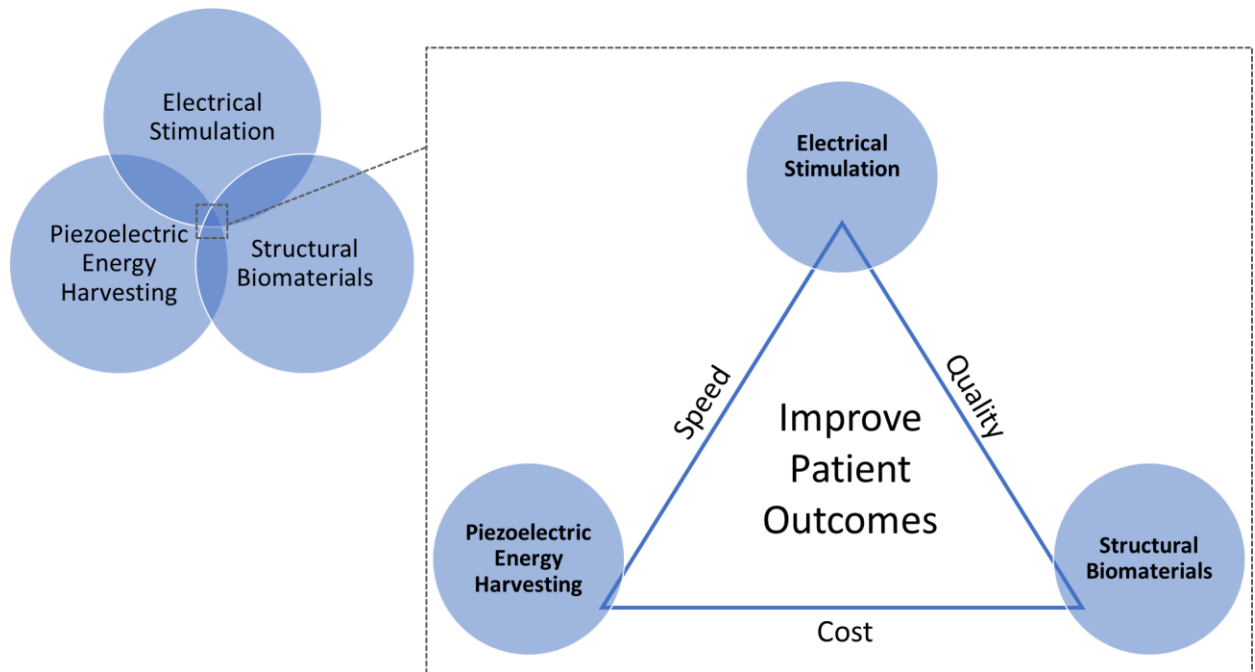 Electrical
Stimulation
Piezoelectric
Energy
Harvesting
Structural
Biomaterials
Electrical
Stimulation
Speed
Quality
Improve
Patient
Outcomes
Piezoelectric
Energy
Harvesting
Structural
Biomaterials
Cost